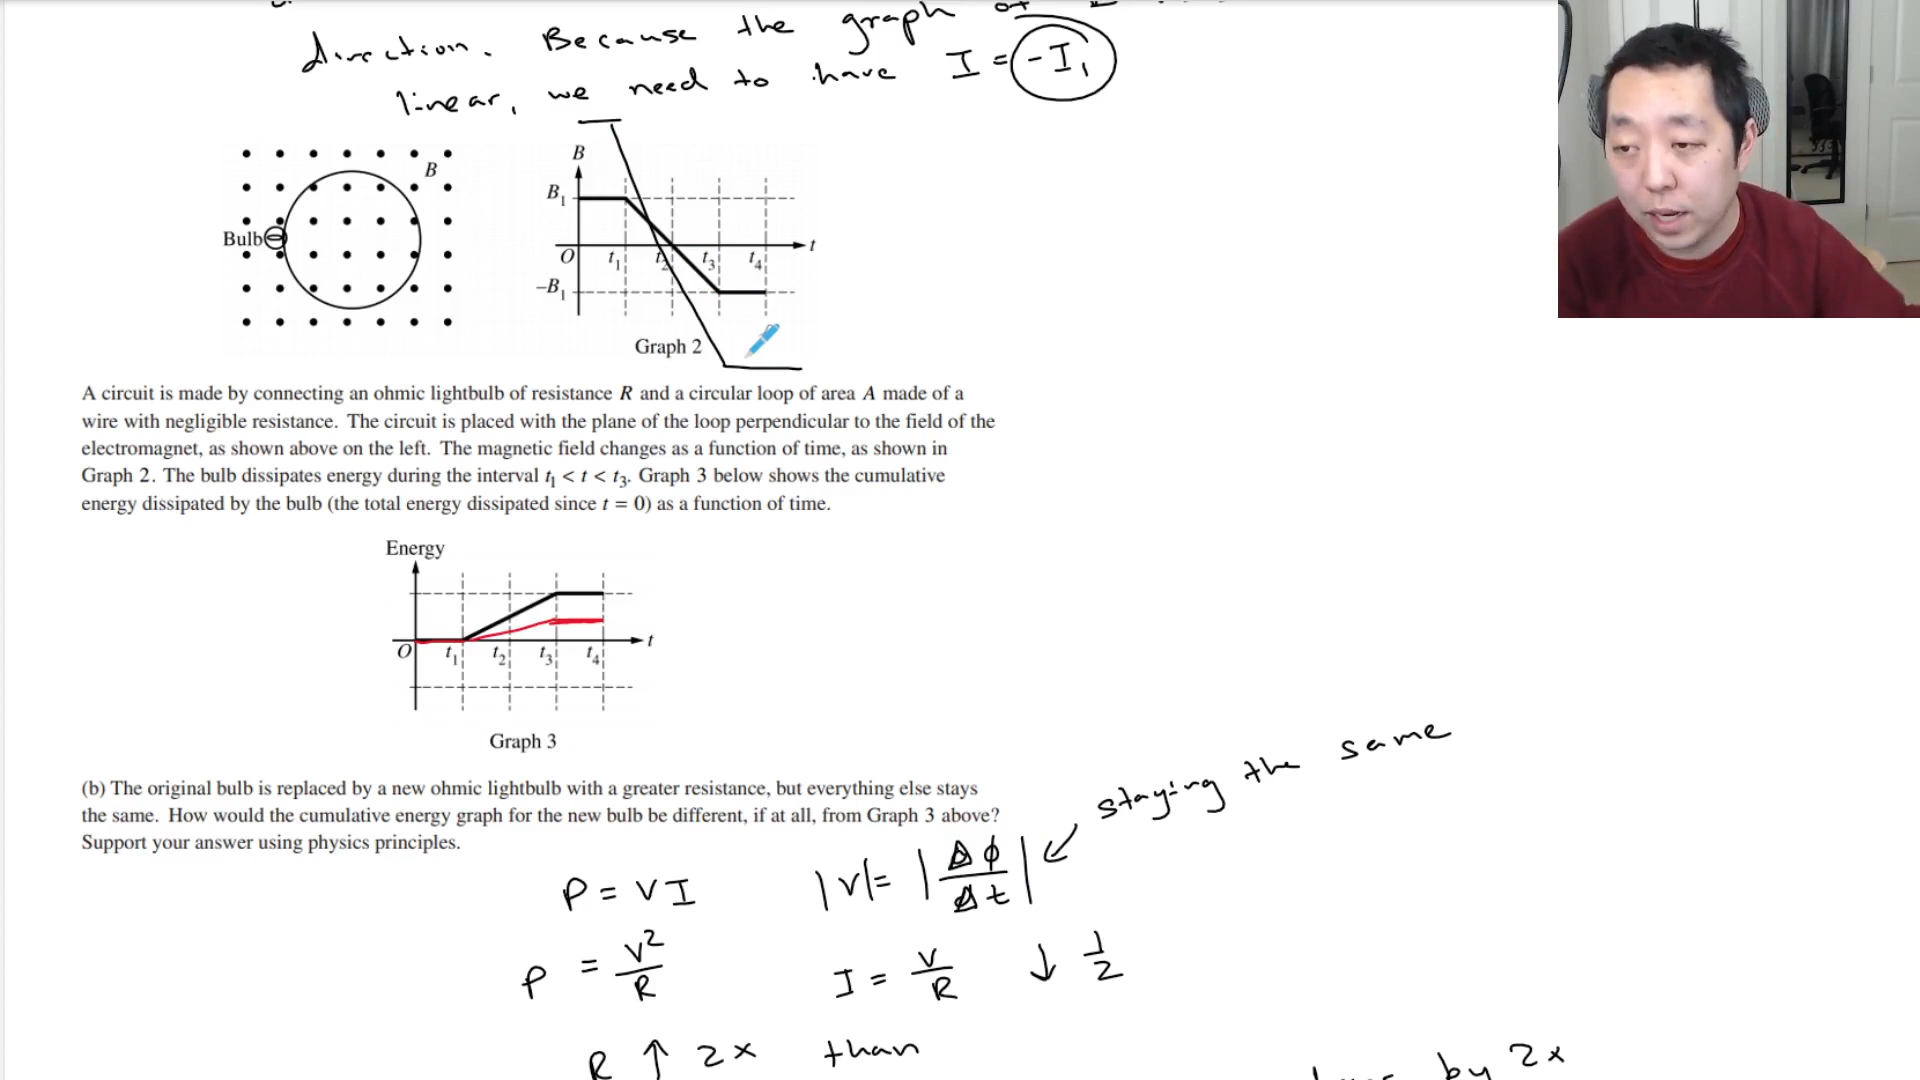 direction. Because the graph of
linear, we need to have I = -I₁
B
Bulb
B
B₁
O t₁ t₂ t₃ t₄ t
-B₁
Graph 2
A circuit is made by connecting an ohmic lightbulb of resistance R and a circular loop of area A made of a
wire with negligible resistance. The circuit is placed with the plane of the loop perpendicular to the field of the
electromagnet, as shown above on the left. The magnetic field changes as a function of time, as shown in
Graph 2. The bulb dissipates energy during the interval t₁ < t < t₃. Graph 3 below shows the cumulative
energy dissipated by the bulb (the total energy dissipated since t = 0) as a function of time.
Energy
O t₁ t₂ t₃ t₄ t
Graph 3
(b) The original bulb is replaced by a new ohmic lightbulb with a greater resistance, but everything else stays
the same. How would the cumulative energy graph for the new bulb be different, if at all, from Graph 3 above?
Support your answer using physics principles.
staying the same
P = VI |V| = |Δϕ/Δt|
P = V²/R I = V/R ↓ 1/2
R ↑ 2x than
by 2x